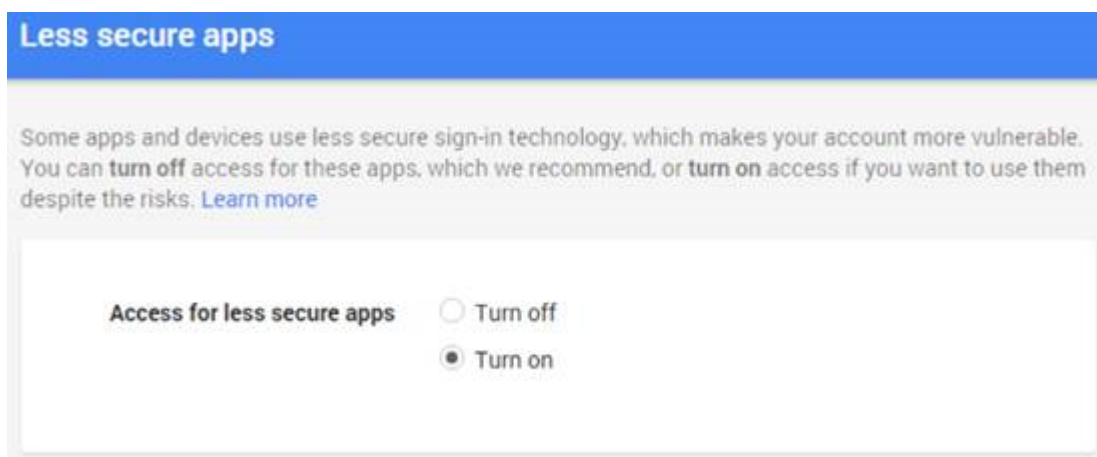 Less secure apps
Some apps and devices use less secure sign-in technology, which makes your account more vulnerable.
You can turn off access for these apps, which we recommend, or turn on access if you want to use them
despite the risks. Learn more
Access for less secure apps Turn off
Turn on